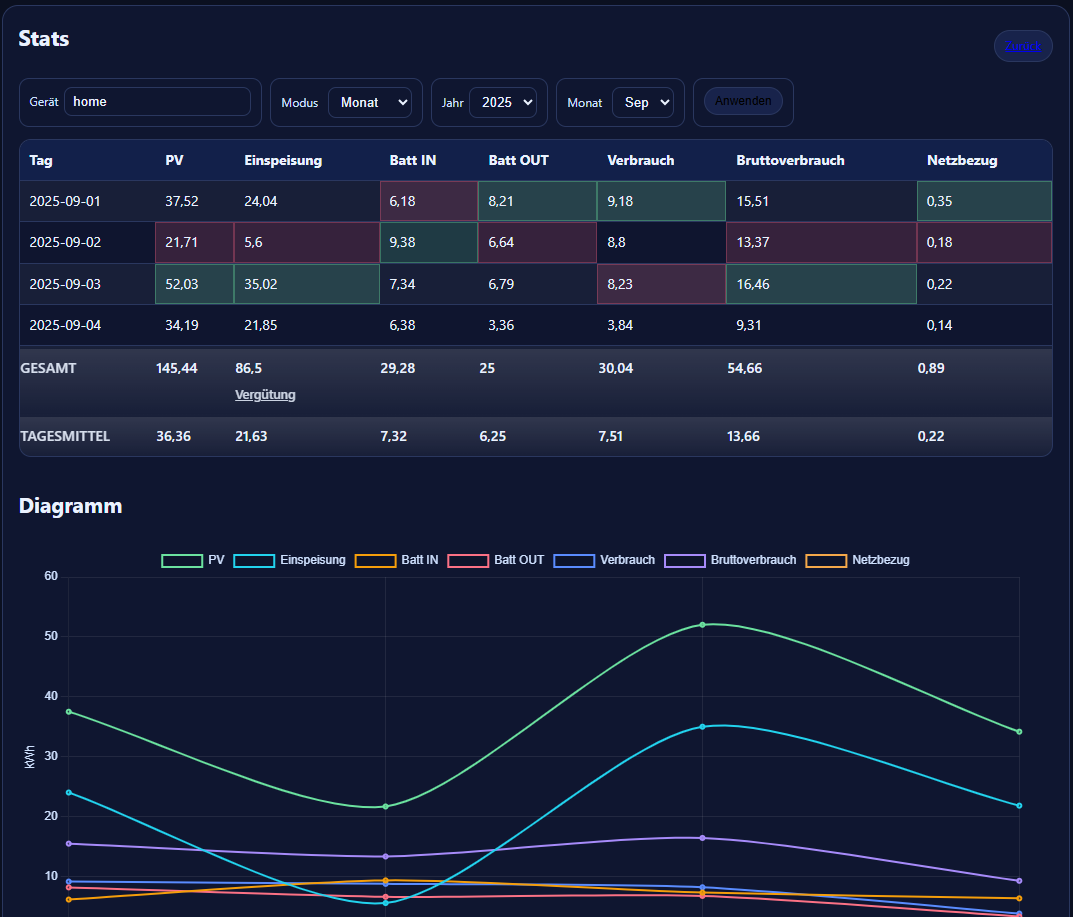 Stats
Gerät home Modus Monat Jahr 2025 Monat Sep Anwenden
Tag PV Einspeisung Batt IN Batt OUT Verbrauch Bruttoverbrauch Netzbezug
2025-09-01 37,52 24,04 6,18 8,21 9,18 15,51 0,35
2025-09-02 21,71 5,6 9,38 6,64 8,8 13,37 0,18
2025-09-03 52,03 35,02 7,34 6,79 8,23 16,46 0,22
2025-09-04 34,19 21,85 6,38 3,36 3,84 9,31 0,14
GESAMT 145,44 86,5 29,28 25 30,04 54,66 0,89
Vergütung
TAGESMITTEL 36,36 21,63 7,32 6,25 7,51 13,66 0,22
Diagramm
PV Einspeisung Batt IN Batt OUT Verbrauch Bruttoverbrauch Netzbezug
60
50
40
30
kWh
20
10